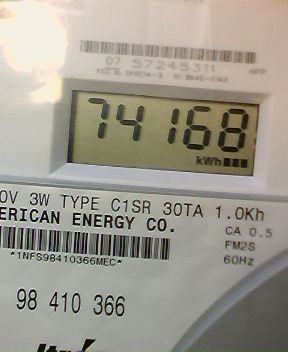 07 57245311
74168
kWh
0V 3W TYPE C1SR 30TA 1.0Kh
ERICAN ENERGY CO.
CA 0.5
FM2S
*1NFS98410366MEC*
60Hz
98 410 366